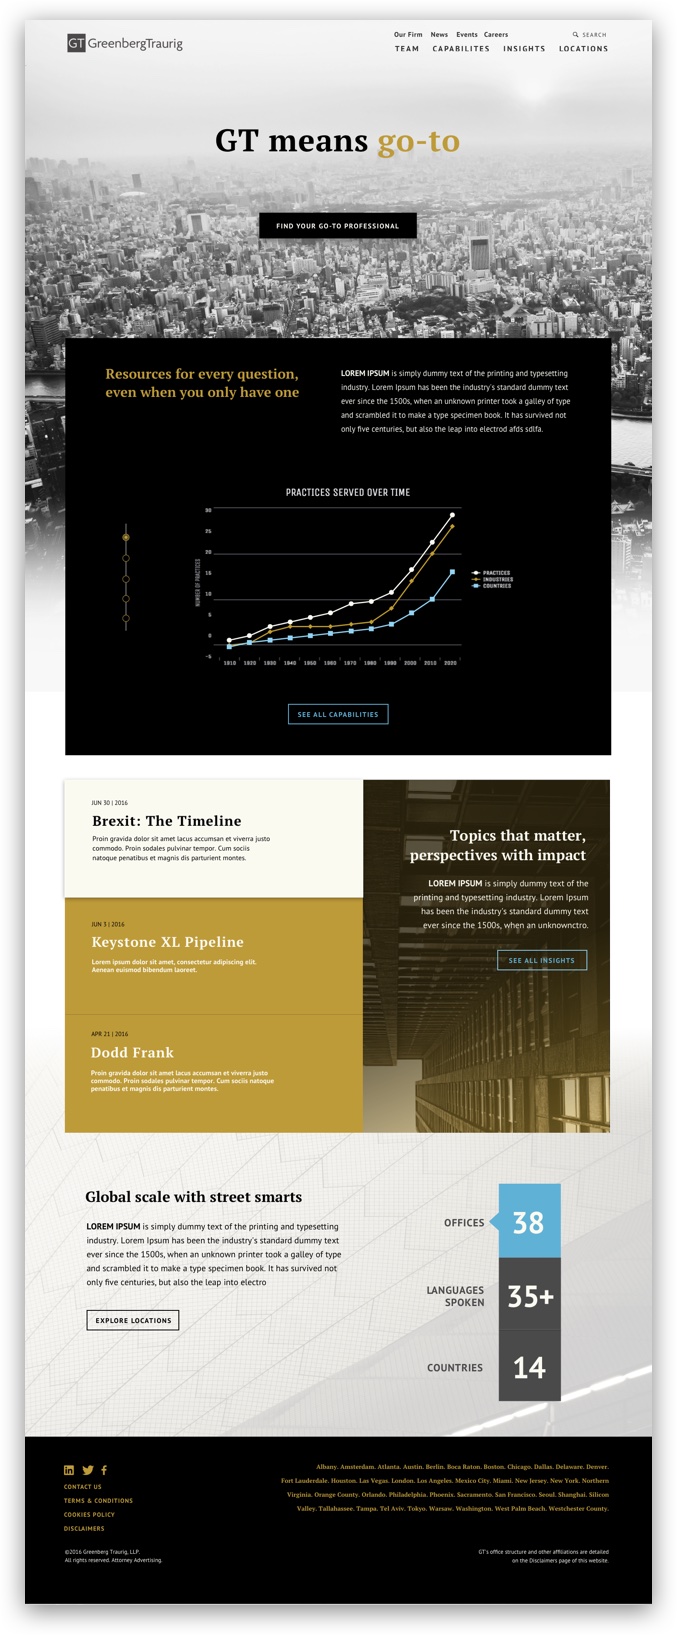 GT GreenbergTraurig
Our Firm News Events Careers SEARCH
TEAM CAPABILITES INSIGHTS LOCATIONS
GT means go-to
FIND YOUR GO-TO PROFESSIONAL
Resources for every question,
even when you only have one
LOREM IPSUM is simply dummy text of the printing and typesetting
industry. Lorem Ipsum has been the industry's standard dummy text
ever since the 1500s, when an unknown printer took a galley of type
and scrambled it to make a type specimen book. It has survived not
only five centuries, but also the leap into electrod afds sdlfa.
PRACTICES SERVED OVER TIME
NUMBER OF PRACTICES
30
25
20
15
10
5
0
-5
1910 1920 1930 1940 1950 1960 1970 1980 1990 2000 2010 2020
PRACTICES
INDUSTRIES
COUNTRIES
SEE ALL CAPABILITIES
JUN 30 | 2016
Brexit: The Timeline
Proin gravida dolor sit amet lacus accumsan et viverra justo
commodo. Proin sodales pulvinar tempor. Cum sociis
natoque penatibus et magnis dis parturient montes.
JUN 3 | 2016
Keystone XL Pipeline
Lorem ipsum dolor sit amet, consectetur adipiscing elit.
Aenean euismod bibendum laoreet.
APR 21 | 2016
Dodd Frank
Proin gravida dolor sit amet lacus accumsan et viverra justo
commodo. Proin sodales pulvinar tempor. Cum sociis natoque
penatibus et magnis dis parturient montes.
Topics that matter,
perspectives with impact
LOREM IPSUM is simply dummy text of the
printing and typesetting industry. Lorem Ipsum
has been the industry's standard dummy text
ever since the 1500s, when an unknownctro.
SEE ALL INSIGHTS
Global scale with street smarts
LOREM IPSUM is simply dummy text of the printing and typesetting
industry. Lorem Ipsum has been the industry's standard dummy text
ever since the 1500s, when an unknown printer took a galley of type
and scrambled it to make a type specimen book. It has survived not
only five centuries, but also the leap into electro
EXPLORE LOCATIONS
OFFICES 38
LANGUAGES
SPOKEN 35+
COUNTRIES 14
CONTACT US
TERMS & CONDITIONS
COOKIES POLICY
DISCLAIMERS
Albany. Amsterdam. Atlanta. Austin. Berlin. Boca Raton. Boston. Chicago. Dallas. Delaware. Denver.
Fort Lauderdale. Houston. Las Vegas. London. Los Angeles. Mexico City. Miami. New Jersey. New York. Northern
Virginia. Orange County. Orlando. Philadelphia. Phoenix. Sacramento. San Francisco. Seoul. Shanghai. Silicon
Valley. Tallahassee. Tampa. Tel Aviv. Tokyo. Warsaw. Washington. West Palm Beach. Westchester County.
©2016 Greenberg Traurig, LLP.
All rights reserved. Attorney Advertising.
GT's office structure and other affiliations are detailed
on the Disclaimers page of this website.